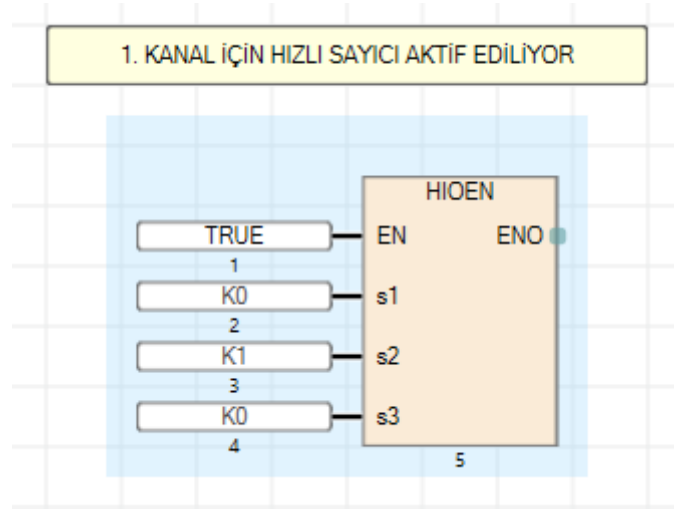 1. KANAL İÇİN HIZLI SAYICI AKTİF EDİLİYOR
HIOEN
TRUE EN ENO
1
K0 s1
2
K1 s2
3
K0 s3
4 5